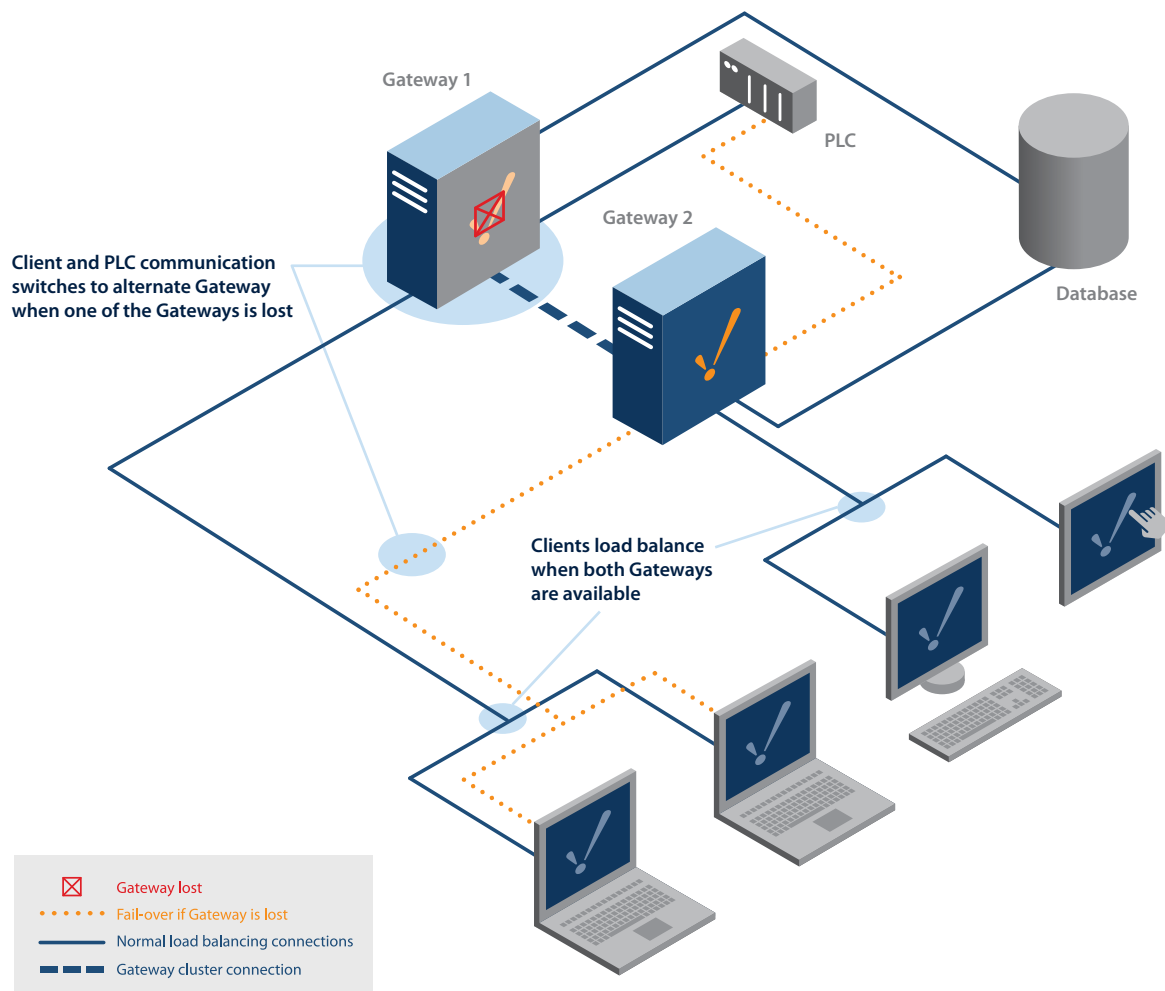 Gateway 1
PLC
Gateway 2
Client and PLC communication
switches to alternate Gateway
when one of the Gateways is lost
Database
Clients load balance
when both Gateways
are available
Gateway lost
Fail-over if Gateway is lost
Normal load balancing connections
Gateway cluster connection